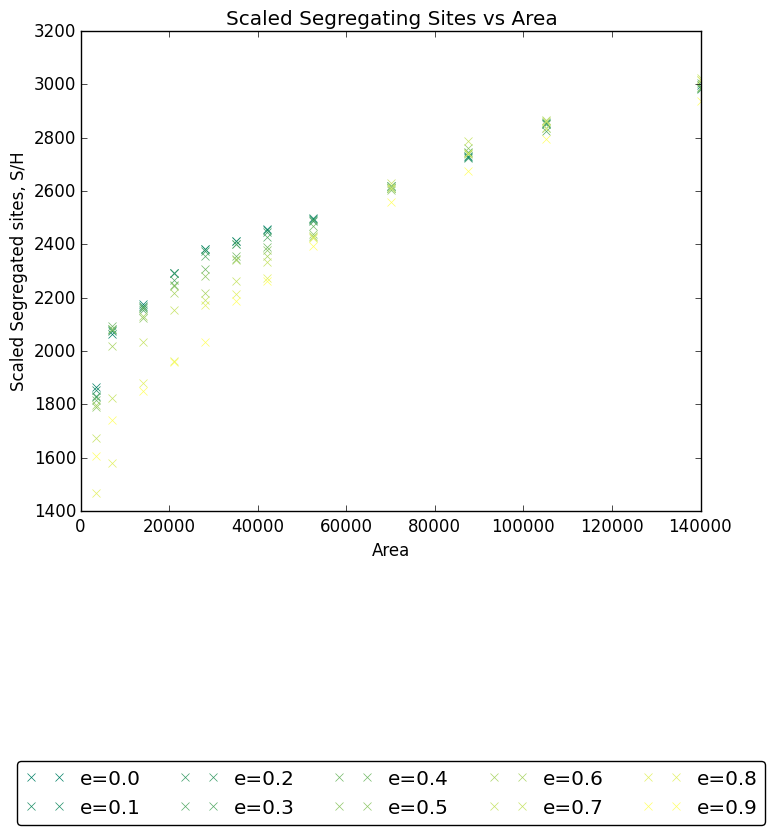 Scaled Segregating Sites vs Area
3200
3000
2800
2600
2400
2200
2000
1800
1600
1400
Scaled Segregated sites, S/H
0 20000 40000 60000 80000 100000 120000 140000
Area
e=0.0 e=0.2 e=0.4 e=0.6 e=0.8
e=0.1 e=0.3 e=0.5 e=0.7 e=0.9